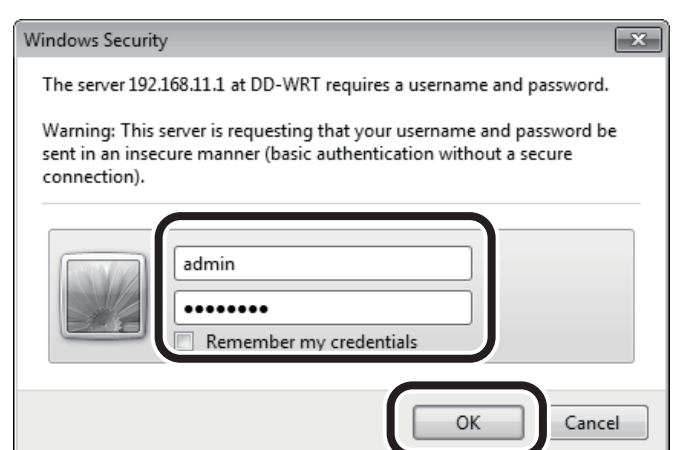 Windows Security
The server 192.168.11.1 at DD-WRT requires a username and password.
Warning: This server is requesting that your username and password be
sent in an insecure manner (basic authentication without a secure
connection).
admin
●●●●●●●●
Remember my credentials
OK
Cancel